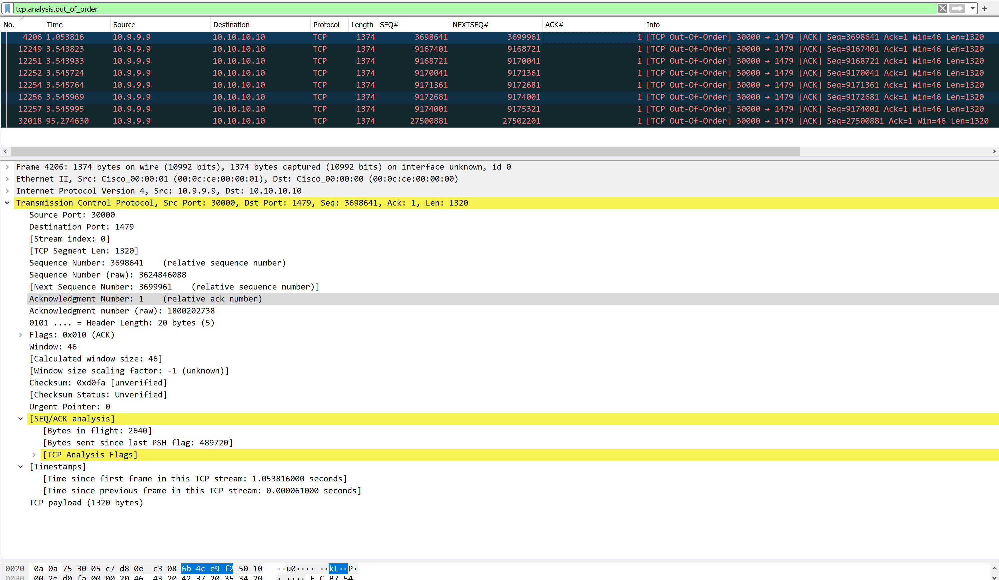 tcp.analysis.out_of_order
No. Time Source Destination Protocol Length SEQ# NEXTSEQ# ACK# Info
4206 1.053816 10.9.9.9 10.10.10.10 TCP 1374 3698641 3699961 1 [TCP Out-Of-Order] 30000 → 1479 [ACK] Seq=3698641 Ack=1 Win=46 Len=1320
12249 3.543823 10.9.9.9 10.10.10.10 TCP 1374 9167401 9168721 1 [TCP Out-Of-Order] 30000 → 1479 [ACK] Seq=9167401 Ack=1 Win=46 Len=1320
12251 3.543933 10.9.9.9 10.10.10.10 TCP 1374 9168721 9170041 1 [TCP Out-Of-Order] 30000 → 1479 [ACK] Seq=9168721 Ack=1 Win=46 Len=1320
12252 3.545724 10.9.9.9 10.10.10.10 TCP 1374 9170041 9171361 1 [TCP Out-Of-Order] 30000 → 1479 [ACK] Seq=9170041 Ack=1 Win=46 Len=1320
12254 3.545764 10.9.9.9 10.10.10.10 TCP 1374 9171361 9172681 1 [TCP Out-Of-Order] 30000 → 1479 [ACK] Seq=9171361 Ack=1 Win=46 Len=1320
12256 3.545969 10.9.9.9 10.10.10.10 TCP 1374 9172681 9174001 1 [TCP Out-Of-Order] 30000 → 1479 [ACK] Seq=9172681 Ack=1 Win=46 Len=1320
12257 3.545995 10.9.9.9 10.10.10.10 TCP 1374 9174001 9175321 1 [TCP Out-Of-Order] 30000 → 1479 [ACK] Seq=9174001 Ack=1 Win=46 Len=1320
32018 95.274630 10.9.9.9 10.10.10.10 TCP 1374 27500881 27502201 1 [TCP Out-Of-Order] 30000 → 1479 [ACK] Seq=27500881 Ack=1 Win=46 Len=1320
Frame 4206: 1374 bytes on wire (10992 bits), 1374 bytes captured (10992 bits) on interface unknown, id 0
Ethernet II, Src: Cisco_00:00:01 (00:0c:ce:00:00:01), Dst: Cisco_00:00:00 (00:0c:ce:00:00:00)
Internet Protocol Version 4, Src: 10.9.9.9, Dst: 10.10.10.10
Transmission Control Protocol, Src Port: 30000, Dst Port: 1479, Seq: 3698641, Ack: 1, Len: 1320
Source Port: 30000
Destination Port: 1479
[Stream index: 0]
[TCP Segment Len: 1320]
Sequence Number: 3698641 (relative sequence number)
Sequence Number (raw): 3624846088
[Next Sequence Number: 3699961 (relative sequence number)]
Acknowledgment Number: 1 (relative ack number)
Acknowledgment number (raw): 1800202738
0101 .... = Header Length: 20 bytes (5)
Flags: 0x010 (ACK)
Window: 46
[Calculated window size: 46]
[Window size scaling factor: -1 (unknown)]
Checksum: 0xd0fa [unverified]
[Checksum Status: Unverified]
Urgent Pointer: 0
[SEQ/ACK analysis]
[Bytes in flight: 2640]
[Bytes sent since last PSH flag: 489720]
[TCP Analysis Flags]
[Timestamps]
[Time since first frame in this TCP stream: 1.053816000 seconds]
[Time since previous frame in this TCP stream: 0.000061000 seconds]
TCP payload (1320 bytes)
0020 0a 0a 75 30 05 c7 d8 0e c3 08 6b 4c e9 f2 50 10 ··u0···· ··kL··P·
0030 00 2e d0 fa 00 00 20 46 43 20 42 37 20 35 34 20 ·.···· F C B7 54